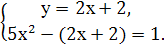 y = 2x + 2,
5x² − (2x + 2) = 1.